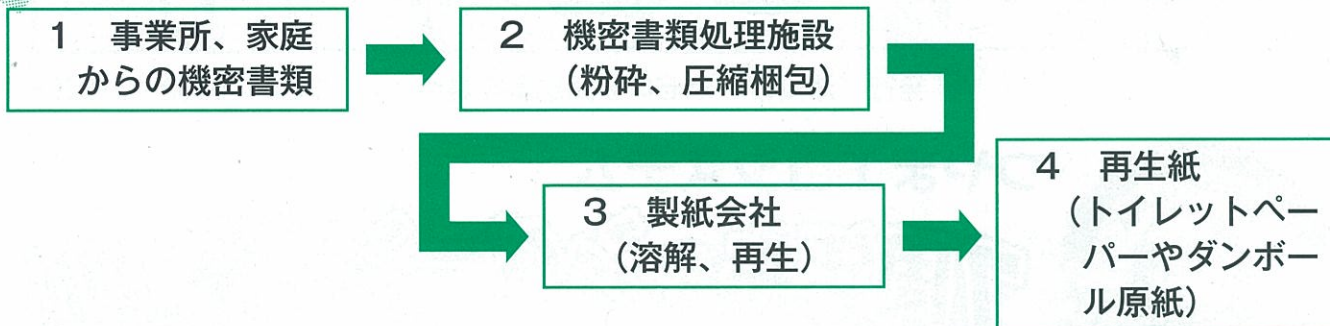 1　事業所、家庭
からの機密書類
2　機密書類処理施設
（粉砕、圧縮梱包）
3　製紙会社
（溶解、再生）
4　再生紙
（トイレットペー
パーやダンボー
ル原紙）